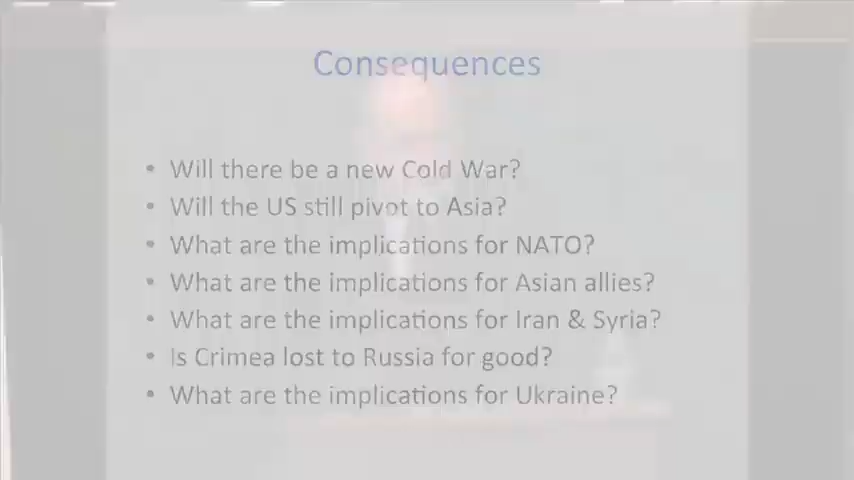 Consequences
• Will there be a new Cold War?
• Will the US still pivot to Asia?
• What are the implications for NATO?
• What are the implications for Asian allies?
• What are the implications for Iran & Syria?
• Is Crimea lost to Russia for good?
• What are the implications for Ukraine?